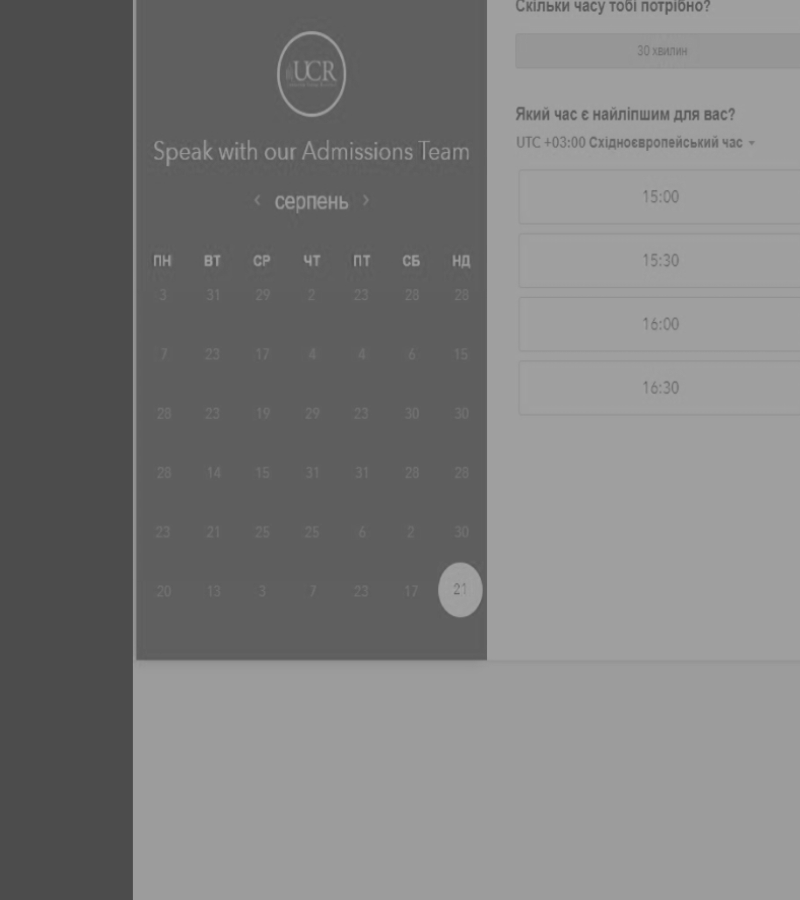 UCR
Speak with our Admissions Team
‹ серпень ›
ПН ВТ СР ЧТ ПТ СБ НД
3 31 29 2 23 28 28
7 23 17 4 4 6 15
28 23 19 29 23 30 30
28 14 15 31 31 28 28
23 21 25 25 6 2 30
20 13 3 7 23 17 21
Скільки часу тобі потрібно?
30 хвилин
Який час є найліпшим для вас?
UTC +03:00 Східноєвропейський час
15:00
15:30
16:00
16:30